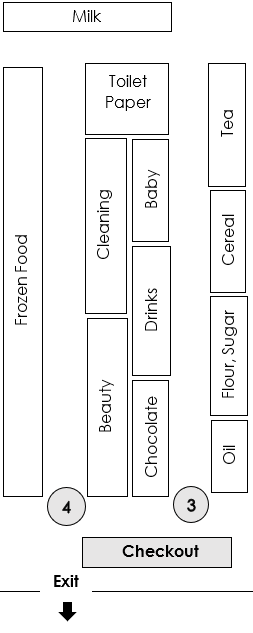 Milk
Toilet
Paper
Tea
Frozen Food
Cleaning
Baby
Cereal
Drinks
Flour, Sugar
Beauty
Chocolate
Oil
4
3
Checkout
Exit